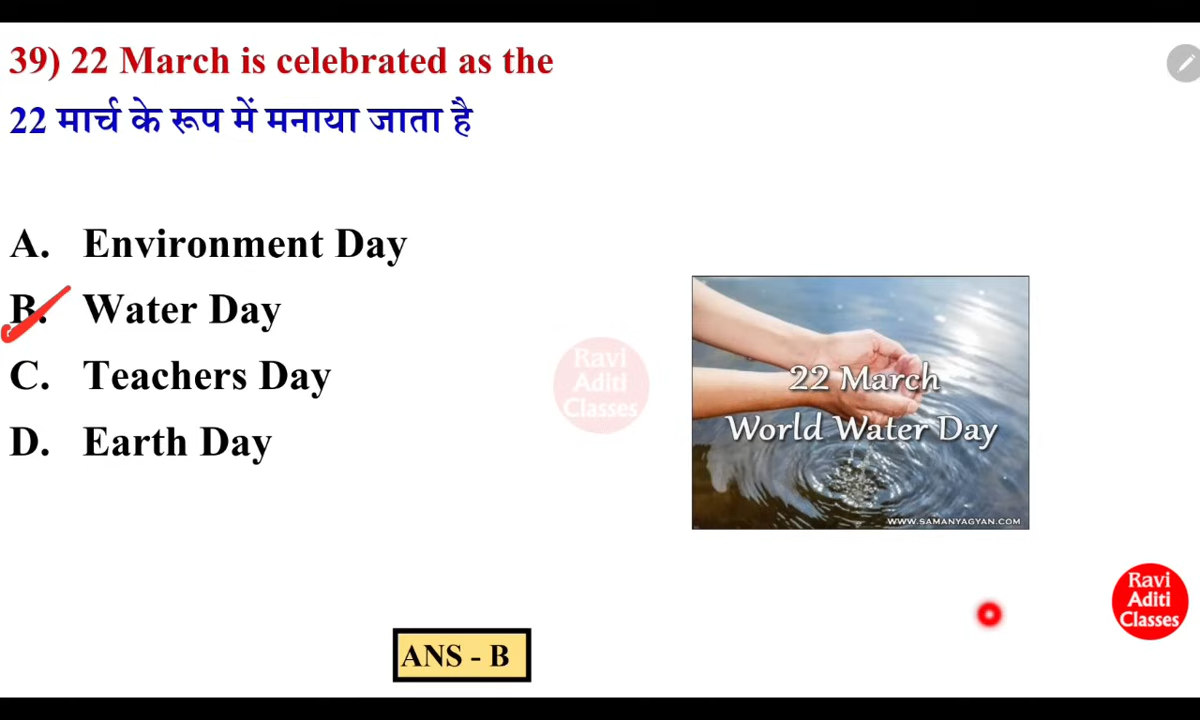 39) 22 March is celebrated as the
22 मार्च के रूप में मनाया जाता है
A. Environment Day
B. Water Day
C. Teachers Day
D. Earth Day
Ravi
Aditi
Classes
22 March
World Water Day
WWW.SAMANYAGYAN.COM
Ravi
Aditi
Classes
ANS - B